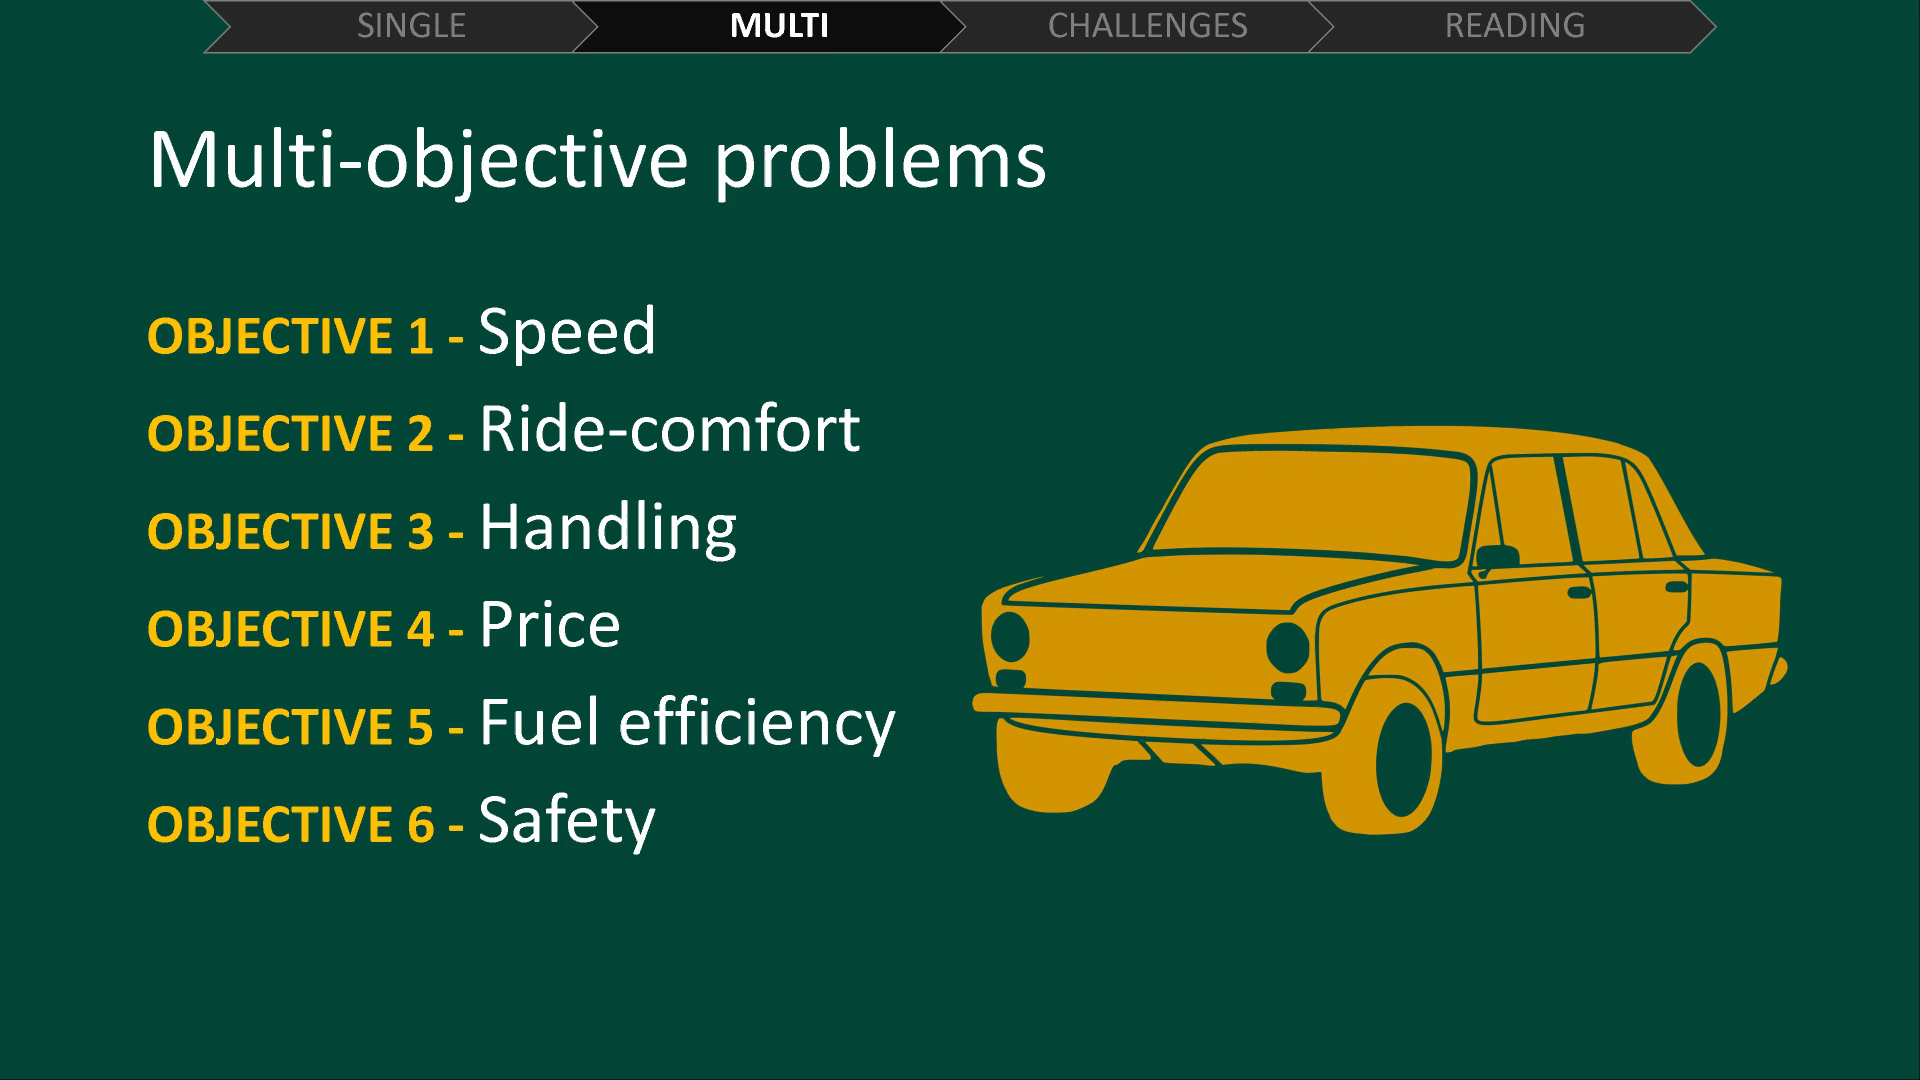 SINGLE MULTI CHALLENGES READING
Multi-objective problems
OBJECTIVE 1 - Speed
OBJECTIVE 2 - Ride-comfort
OBJECTIVE 3 - Handling
OBJECTIVE 4 - Price
OBJECTIVE 5 - Fuel efficiency
OBJECTIVE 6 - Safety